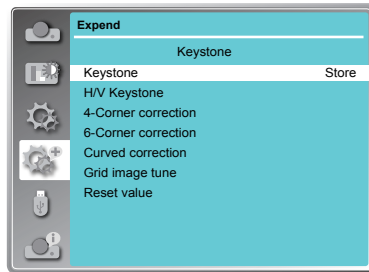 Expend
Keystone
Keystone Store
H/V Keystone
4-Corner correction
6-Corner correction
Curved correction
Grid image tune
Reset value